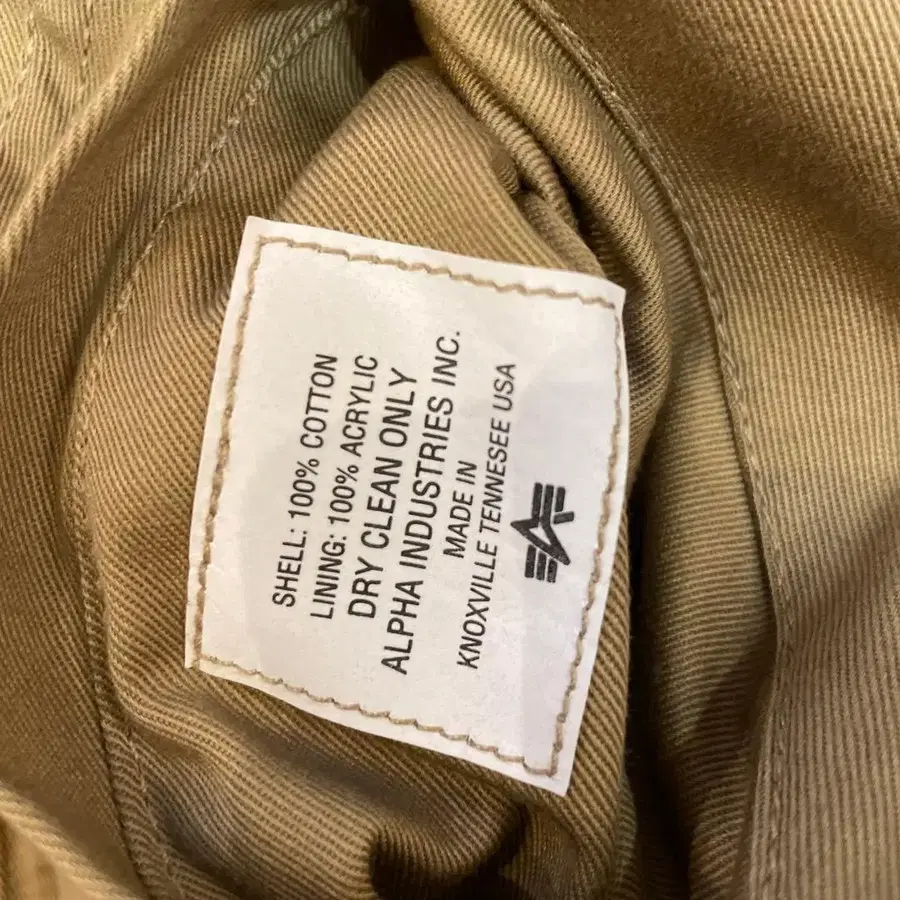 SHELL: 100% COTTON
LINING: 100% ACRYLIC
DRY CLEAN ONLY
ALPHA INDUSTRIES INC.
MADE IN
KNOXVILLE TENNESEE USA